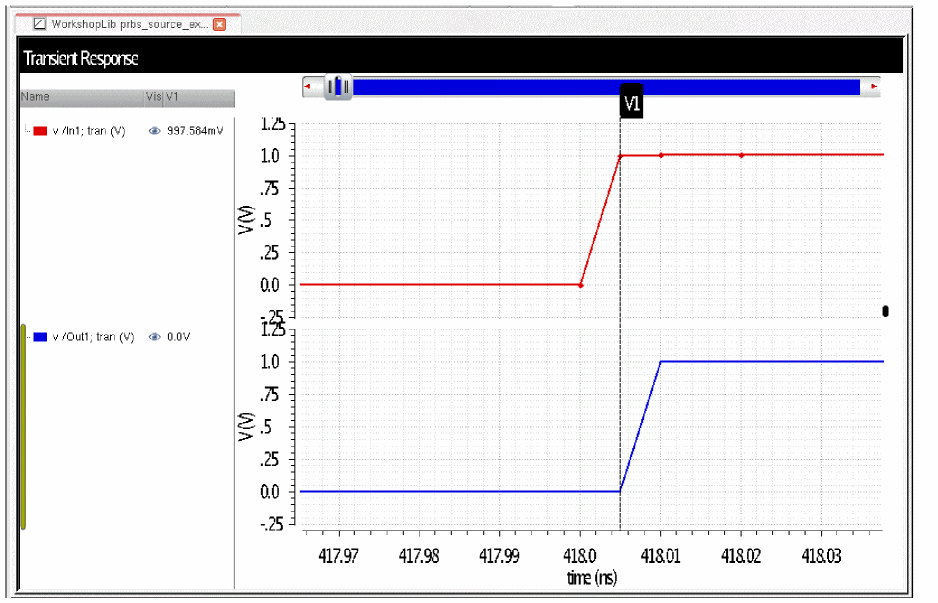 WorkshopLib prbs_source_ex...
Transient Response
Name Vis V1
V1
v /In1; tran (V) 997.584mV
1.25
1.0
.75
.5
.25
0.0
-.25
V (V)
v /Out1; tran (V) 0.0V
1.25
1.0
.75
.5
.25
0.0
-.25
V (V)
417.97 417.98 417.99 418.0 418.01 418.02 418.03
time (ns)